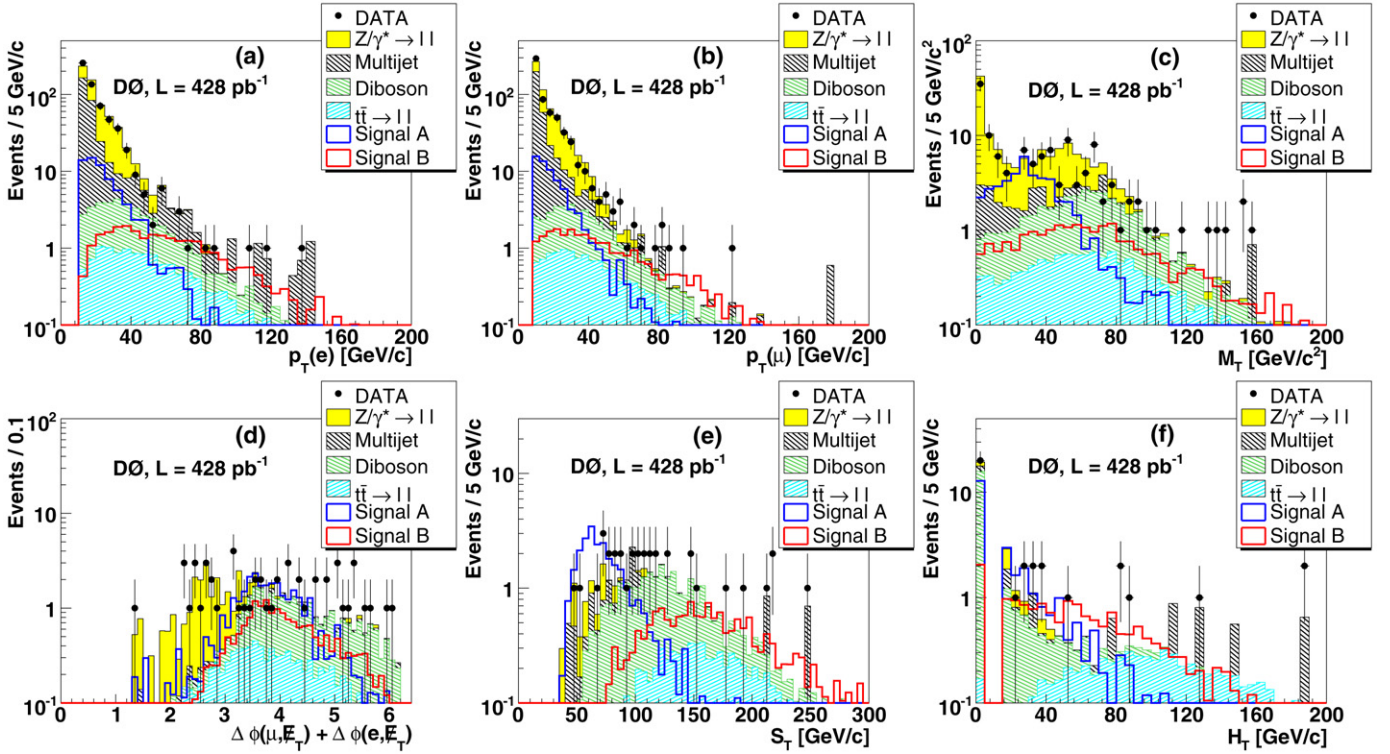 Events / 5 GeV/c
10²
10
1
10⁻¹
(a)
DØ, L = 428 pb⁻¹
DATA
Z/γ* → l l
Multijet
Diboson
tt̄ → l l
Signal A
Signal B
0 40 80 120 160 200
p_T(e) [GeV/c]
Events / 5 GeV/c
10²
10
1
10⁻¹
(b)
DØ, L = 428 pb⁻¹
DATA
Z/γ* → l l
Multijet
Diboson
tt̄ → l l
Signal A
Signal B
0 40 80 120 160 200
p_T(μ) [GeV/c]
Events / 5 GeV/c²
10²
10
1
10⁻¹
(c)
DØ, L = 428 pb⁻¹
DATA
Z/γ* → l l
Multijet
Diboson
tt̄ → l l
Signal A
Signal B
0 40 80 120 160 200
M_T [GeV/c²]
Events / 0.1
10²
10
1
10⁻¹
(d)
DØ, L = 428 pb⁻¹
DATA
Z/γ* → l l
Multijet
Diboson
tt̄ → l l
Signal A
Signal B
0 1 2 3 4 5 6
Δ φ(μ,E̸_T) + Δ φ(e,E̸_T)
Events / 5 GeV/c
10
1
10⁻¹
(e)
DØ, L = 428 pb⁻¹
DATA
Z/γ* → l l
Multijet
Diboson
tt̄ → l l
Signal A
Signal B
0 50 100 150 200 250 300
S_T [GeV/c]
Events / 5 GeV/c
10
1
10⁻¹
(f)
DØ, L = 428 pb⁻¹
DATA
Z/γ* → l l
Multijet
Diboson
tt̄ → l l
Signal A
Signal B
0 40 80 120 160 200
H_T [GeV/c]